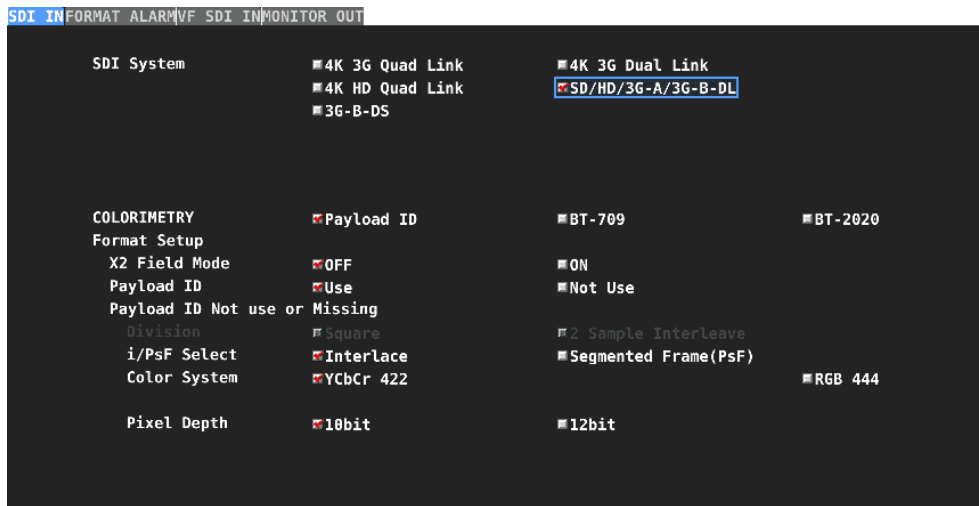 SDI IN FORMAT ALARM VF SDI IN MONITOR OUT
SDI System 4K 3G Quad Link 4K 3G Dual Link
4K HD Quad Link SD/HD/3G-A/3G-B-DL
3G-B-DS
COLORIMETRY Payload ID BT-709 BT-2020
Format Setup
X2 Field Mode OFF ON
Payload ID Use Not Use
Payload ID Not use or Missing
Division Square 2 Sample Interleave
i/PsF Select Interlace Segmented Frame(PsF)
Color System YCbCr 422 RGB 444
Pixel Depth 10bit 12bit